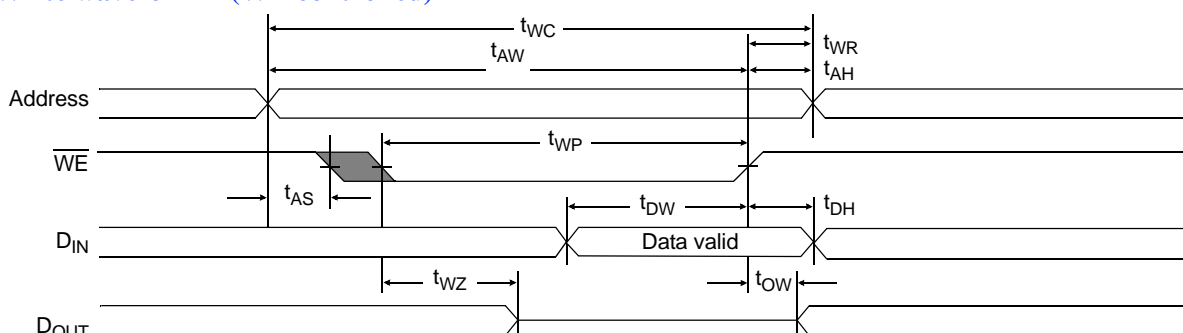 tWC
tWR
tAW
tAH
Address
tWP
WE
tAS
tDW
tDH
DIN
Data valid
tWZ
tOW
DOUT